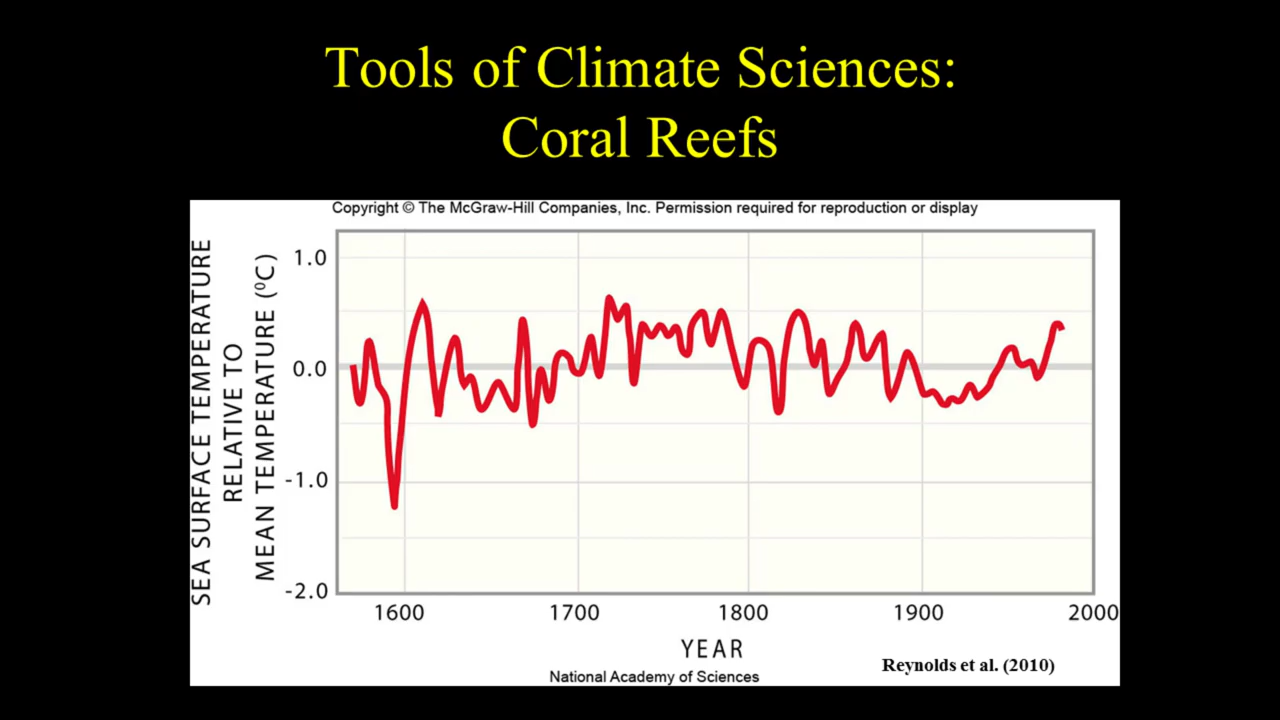 Tools of Climate Sciences:
Coral Reefs
Copyright © The McGraw-Hill Companies, Inc. Permission required for reproduction or display
SEA SURFACE TEMPERATURE
RELATIVE TO
MEAN TEMPERATURE (⁰C)
1.0
0.0
-1.0
-2.0
1600 1700 1800 1900 2000
YEAR
Reynolds et al. (2010)
National Academy of Sciences